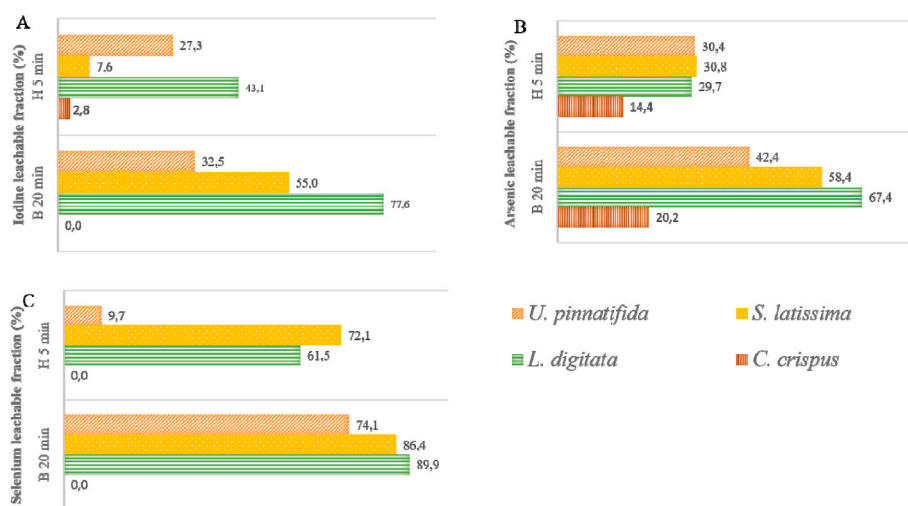 A
Iodine leachable fraction (%)
H 5 min
27,3
7,6
43,1
2,8
B 20 min
32,5
55,0
77,6
0,0
B
Arsenic leachable fraction (%)
H 5 min
30,4
30,8
29,7
14,4
B 20 min
42,4
58,4
67,4
20,2
C
Selenium leachable fraction (%)
H 5 min
9,7
72,1
61,5
0,0
B 20 min
74,1
86,4
89,9
0,0
U. pinnatifida
S. latissima
L. digitata
C. crispus